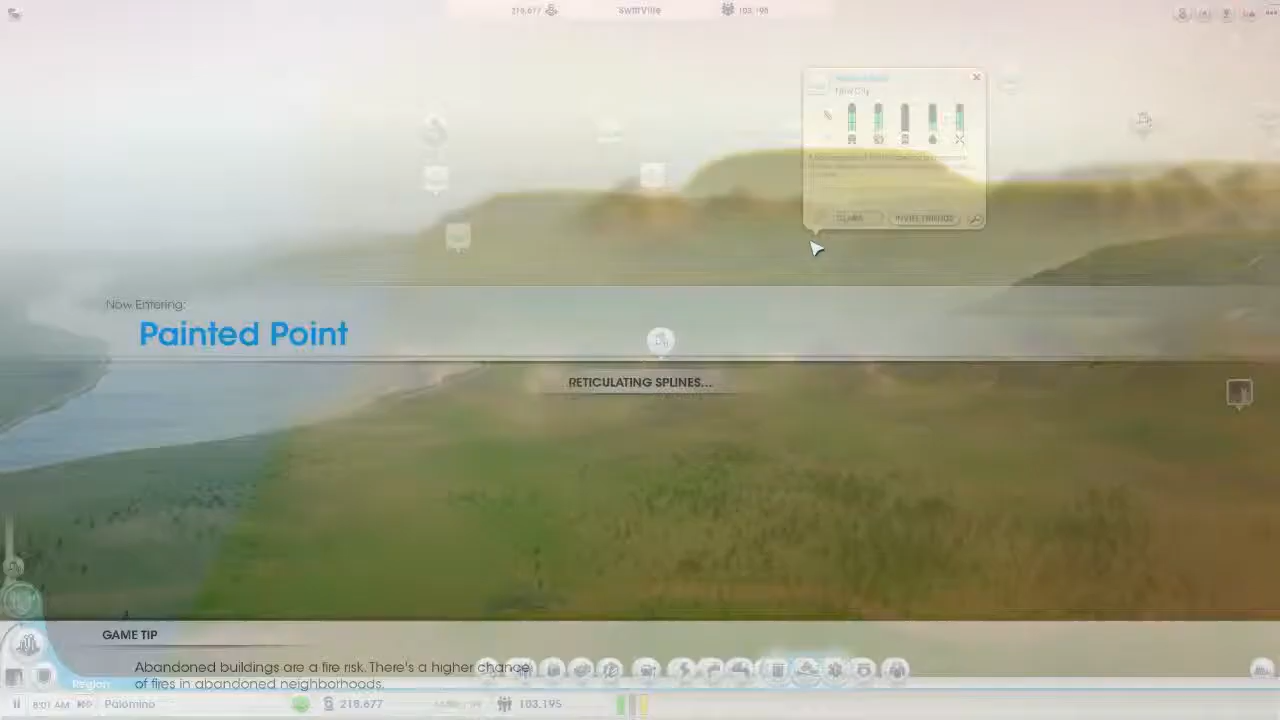 218,677
SwiftVille
103,195
New City
CLAIM
INVITE FRIENDS
Now Entering:
Painted Point
RETICULATING SPLINES...
GAME TIP
Abandoned buildings are a fire risk. There's a higher chance
of fires in abandoned neighborhoods.
Region
8:01 AM
Palomino
218,677
103,195